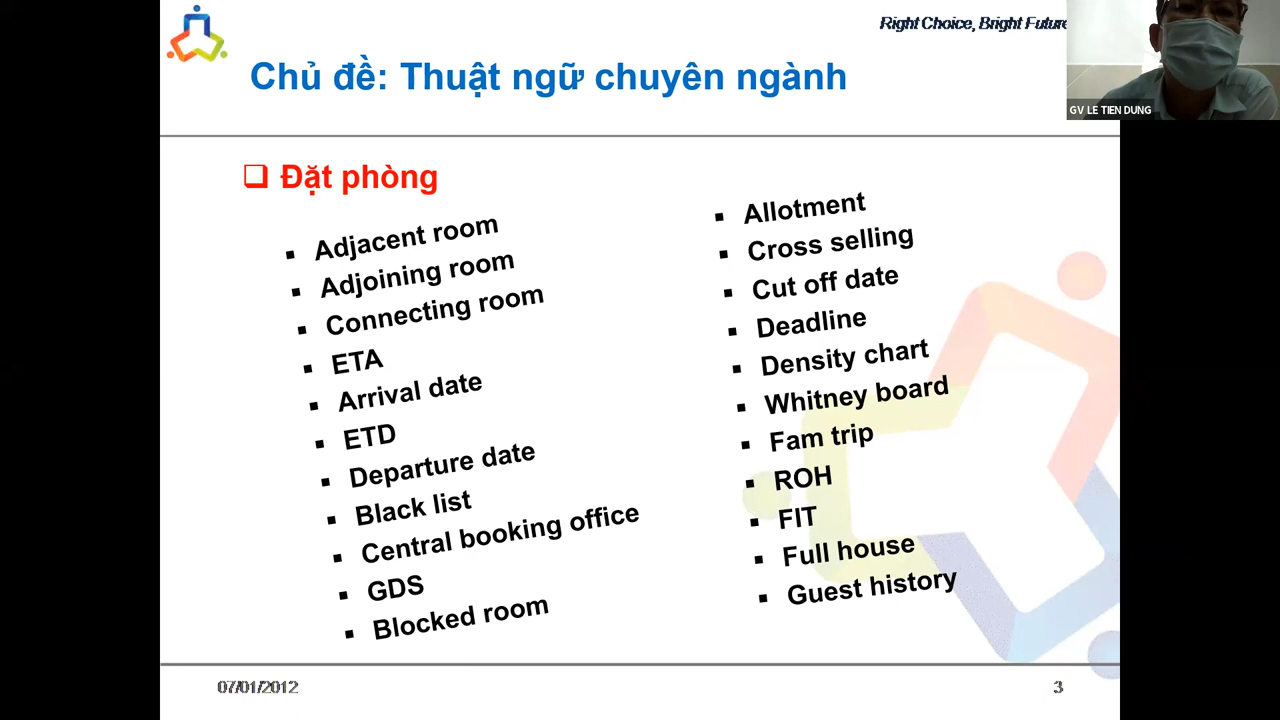 Right Choice, Bright Future
Chủ đề: Thuật ngữ chuyên ngành
GV LE TIEN DUNG
Đặt phòng
Adjacent room
Adjoining room
Connecting room
ETA
Arrival date
ETD
Departure date
Black list
Central booking office
GDS
Blocked room
Allotment
Cross selling
Cut off date
Deadline
Density chart
Whitney board
Fam trip
ROH
FIT
Full house
Guest history
07/01/2012
3